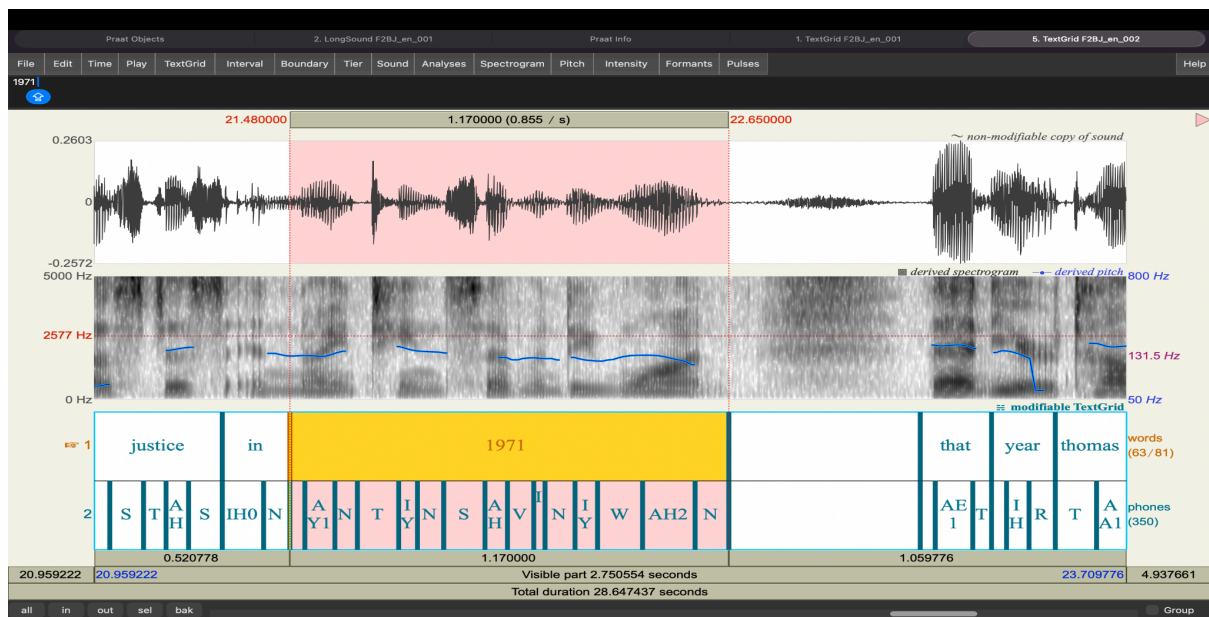 Praat Objects 2. LongSound F2BJ_en_001 Praat Info 1. TextGrid F2BJ_en_001 5. TextGrid F2BJ_en_002
File Edit Time Play TextGrid Interval Boundary Tier Sound Analyses Spectrogram Pitch Intensity Formants Pulses Help
1971
21.480000 1.170000 (0.855 / s) 22.650000
0.2603 ~ non-modifiable copy of sound
0
-0.2572
5000 Hz derived spectrogram derived pitch 800 Hz
2577 Hz
131.5 Hz
0 Hz 50 Hz
modifiable TextGrid
1 justice in 1971 that year thomas words
(63/81)
2 S T AH S IH0 N AY1 N T IY N S AH V I N IY W AH2 N AE1 T IH R T AA1 phones
(350)
0.520778 1.170000 1.059776
20.959222 20.959222 Visible part 2.750554 seconds 23.709776 4.937661
Total duration 28.647437 seconds
all in out sel bak Group